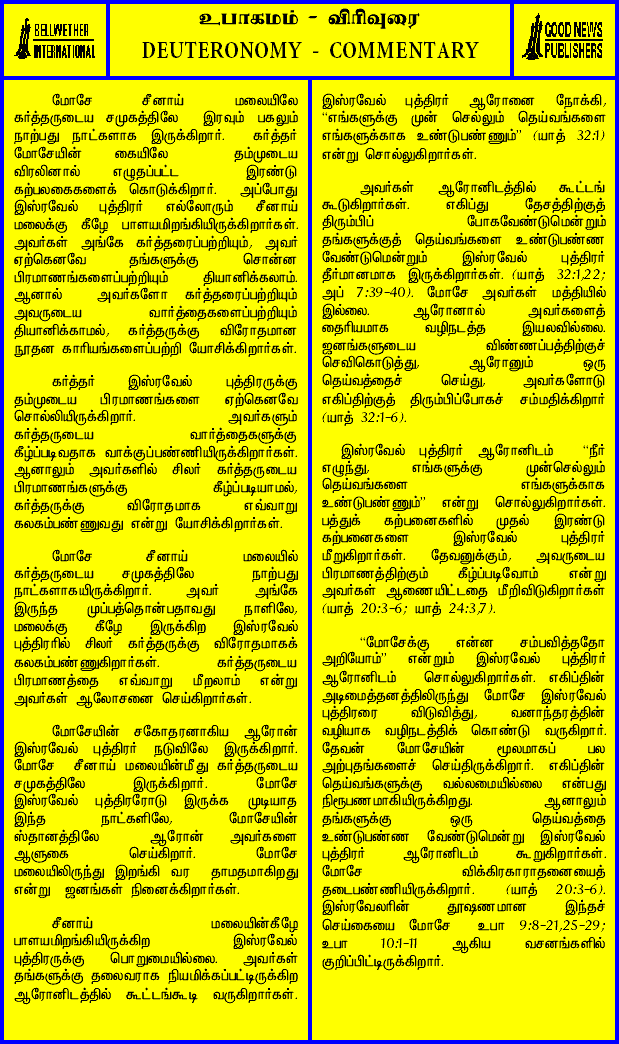 உபாகமம் - விரிவுரை
BELLWETHER
INTERNATIONAL
DEUTERONOMY - COMMENTARY
GOOD NEWS
PUBLISHERS
மோசே சீனாய் மலையிலே
கர்த்தருடைய சமுகத்திலே இரவும் பகலும்
நாற்பது நாட்களாக இருக்கிறார். கர்த்தர்
மோசேயின் கையிலே தம்முடைய
விரலினால் எழுதப்பட்ட இரண்டு
கற்பலகைகளைக் கொடுக்கிறார். அப்போது
இஸ்ரவேல் புத்திரர் எல்லோரும் சீனாய்
மலைக்கு கீழே பாளயமிறங்கியிருக்கிறார்கள்.
அவர்கள் அங்கே கர்த்தரைப்பற்றியும், அவர்
ஏற்கெனவே தங்களுக்கு சொன்ன
பிரமாணங்களைப்பற்றியும் தியானிக்கலாம்.
ஆனால் அவர்களோ கர்த்தரைப்பற்றியும்
அவருடைய வார்த்தைகளைப்பற்றியும்
தியானிக்காமல், கர்த்தருக்கு விரோதமான
நூதன காரியங்களைப்பற்றி யோசிக்கிறார்கள்.
கர்த்தர் இஸ்ரவேல் புத்திரருக்கு
தம்முடைய பிரமாணங்களை ஏற்கெனவே
சொல்லியிருக்கிறார். அவர்களும்
கர்த்தருடைய வார்த்தைகளுக்கு
கீழ்ப்படிவதாக வாக்குப்பண்ணியிருக்கிறார்கள்.
ஆனாலும் அவர்களில் சிலர் கர்த்தருடைய
பிரமாணங்களுக்கு கீழ்ப்படியாமல்,
கர்த்தருக்கு விரோதமாக எவ்வாறு
கலகம்பண்ணுவது என்று யோசிக்கிறார்கள்.
மோசே சீனாய் மலையில்
கர்த்தருடைய சமுகத்திலே நாற்பது
நாட்களாகயிருக்கிறார். அவர் அங்கே
இருந்த முப்பத்தொன்பதாவது நாளிலே,
மலைக்கு கீழே இருக்கிற இஸ்ரவேல்
புத்திரரில் சிலர் கர்த்தருக்கு விரோதமாகக்
கலகம்பண்ணுகிறார்கள். கர்த்தருடைய
பிரமாணத்தை எவ்வாறு மீறலாம் என்று
அவர்கள் ஆலோசனை செய்கிறார்கள்.
மோசேயின் சகோதரனாகிய ஆரோன்
இஸ்ரவேல் புத்திரர் நடுவிலே இருக்கிறார்.
மோசே சீனாய் மலையின்மீது கர்த்தருடைய
சமுகத்திலே இருக்கிறார். மோசே
இஸ்ரவேல் புத்திரரோடு இருக்க முடியாத
இந்த நாட்களிலே, மோசேயின்
ஸ்தானத்திலே ஆரோன் அவர்களை
ஆளுகை செய்கிறார். மோசே
மலையிலிருந்து இறங்கி வர தாமதமாகிறது
என்று ஜனங்கள் நினைக்கிறார்கள்.
சீனாய் மலையின்கீழே
பாளயமிறங்கியிருக்கிற இஸ்ரவேல்
புத்திரருக்கு பொறுமையில்லை. அவர்கள்
தங்களுக்கு தலைவராக நியமிக்கப்பட்டிருக்கிற
ஆரோனிடத்தில் கூட்டங்கூடி வருகிறார்கள்.
இஸ்ரவேல் புத்திரர் ஆரோனை நோக்கி,
"எங்களுக்கு முன் செல்லும் தெய்வங்களை
எங்களுக்காக உண்டுபண்ணும்" (யாத் 32:1)
என்று சொல்லுகிறார்கள்.
அவர்கள் ஆரோனிடத்தில் கூட்டங்
கூடுகிறார்கள். எகிப்து தேசத்திற்குத்
திரும்பிப் போகவேண்டுமென்றும்
தங்களுக்குத் தெய்வங்களை உண்டுபண்ண
வேண்டுமென்றும் இஸ்ரவேல் புத்திரர்
தீர்மானமாக இருக்கிறார்கள். (யாத் 32:1,22;
அப் 7:39-40). மோசே அவர்கள் மத்தியில்
இல்லை. ஆரோனால் அவர்களைத்
தைரியமாக வழிநடத்த இயலவில்லை.
ஜனங்களுடைய விண்ணப்பத்திற்குச்
செவிகொடுத்து, ஆரோனும் ஒரு
தெய்வத்தைச் செய்து, அவர்களோடு
எகிப்திற்குத் திரும்பிப்போகச் சம்மதிக்கிறார்
(யாத் 32:1-6).
இஸ்ரவேல் புத்திரர் ஆரோனிடம் "நீர்
எழுந்து, எங்களுக்கு முன்செல்லும்
தெய்வங்களை எங்களுக்காக
உண்டுபண்ணும்" என்று சொல்லுகிறார்கள்.
பத்துக் கற்பனைகளில் முதல் இரண்டு
கற்பனைகளை இஸ்ரவேல் புத்திரர்
மீறுகிறார்கள். தேவனுக்கும், அவருடைய
பிரமாணத்திற்கும் கீழ்ப்படிவோம் என்று
அவர்கள் ஆணையிட்டதை மீறிவிடுகிறார்கள்
(யாத் 20:3-6; யாத் 24:3,7).
"மோசேக்கு என்ன சம்பவித்ததோ
அறியோம்" என்றும் இஸ்ரவேல் புத்திரர்
ஆரோனிடம் சொல்லுகிறார்கள். எகிப்தின்
அடிமைத்தனத்திலிருந்து மோசே இஸ்ரவேல்
புத்திரரை விடுவித்து, வனாந்தரத்தின்
வழியாக வழிநடத்திக் கொண்டு வருகிறார்.
தேவன் மோசேயின் மூலமாகப் பல
அற்புதங்களைச் செய்திருக்கிறார். எகிப்தின்
தெய்வங்களுக்கு வல்லமையில்லை என்பது
நிரூபணமாகியிருக்கிறது. ஆனாலும்
தங்களுக்கு ஒரு தெய்வத்தை
உண்டுபண்ண வேண்டுமென்று இஸ்ரவேல்
புத்திரர் ஆரோனிடம் கூறுகிறார்கள்.
மோசே விக்கிரகாராதனையைத்
தடைபண்ணியிருக்கிறார். (யாத் 20:3-6).
இஸ்ரவேலரின் தூஷணமான இந்தச்
செய்கையை மோசே உபா 9:8-21,25-29;
உபா 10:1-11 ஆகிய வசனங்களில்
குறிப்பிட்டிருக்கிறார்.